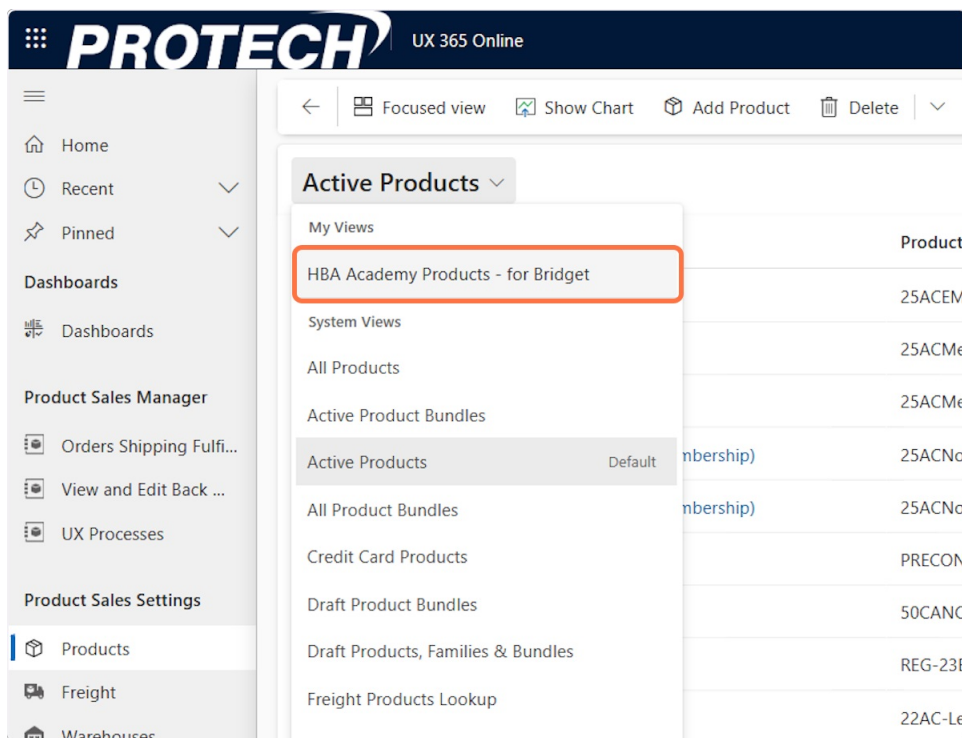 PROTECH
UX 365 Online
Focused view
Show Chart
Add Product
Delete
Home
Recent
Pinned
Dashboards
Dashboards
Product Sales Manager
Orders Shipping Fulfi...
View and Edit Back ...
UX Processes
Product Sales Settings
Products
Freight
Warehouses
Active Products
My Views
HBA Academy Products - for Bridget
System Views
All Products
Active Product Bundles
Active Products Default
All Product Bundles
Credit Card Products
Draft Product Bundles
Draft Products, Families & Bundles
Freight Products Lookup
Product
25ACEM
25ACMe
25ACMe
mbership) 25ACNo
mbership) 25ACNo
PRECON
50CANC
REG-23
22AC-Le